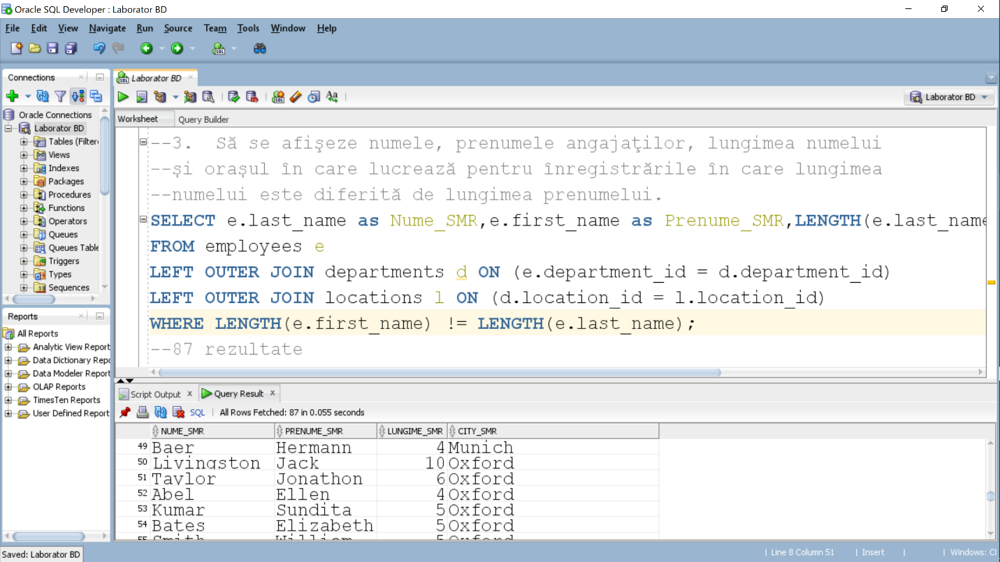 Oracle SQL Developer : Laborator BD
File Edit View Navigate Run Source Team Tools Window Help
Connections
Laborator BD
Laborator BD
Worksheet Query Builder
Oracle Connections
Laborator BD
Tables (Filter
Views
Indexes
Packages
Procedures
Functions
Operators
Queues
Queues Table
Triggers
Types
Sequences
Reports
All Reports
Analytic View Report
Data Dictionary Repo
Data Modeler Report
OLAP Reports
TimesTen Reports
User Defined Report
--3.  Să se afişeze numele, prenumele angajaţilor, lungimea numelui
--și orașul în care lucrează pentru înregistrările în care lungimea
--numelui este diferită de lungimea prenumelui.
SELECT e.last_name as Nume_SMR,e.first_name as Prenume_SMR,LENGTH(e.last_name
FROM employees e
LEFT OUTER JOIN departments d ON (e.department_id = d.department_id)
LEFT OUTER JOIN locations l ON (d.location_id = l.location_id)
WHERE LENGTH(e.first_name) != LENGTH(e.last_name);
--87 rezultate
Script Output Query Result
SQL All Rows Fetched: 87 in 0.055 seconds
NUME_SMR PRENUME_SMR LUNGIME_SMR CITY_SMR
49 Baer Hermann 4 Munich
50 Livingston Jack 10 Oxford
51 Taylor Jonathon 6 Oxford
52 Abel Ellen 4 Oxford
53 Kumar Sundita 5 Oxford
54 Bates Elizabeth 5 Oxford
55 Smith William 5 Oxford
Saved: Laborator BD
| Line 8 Column 51 | Insert | | Windows: Cl